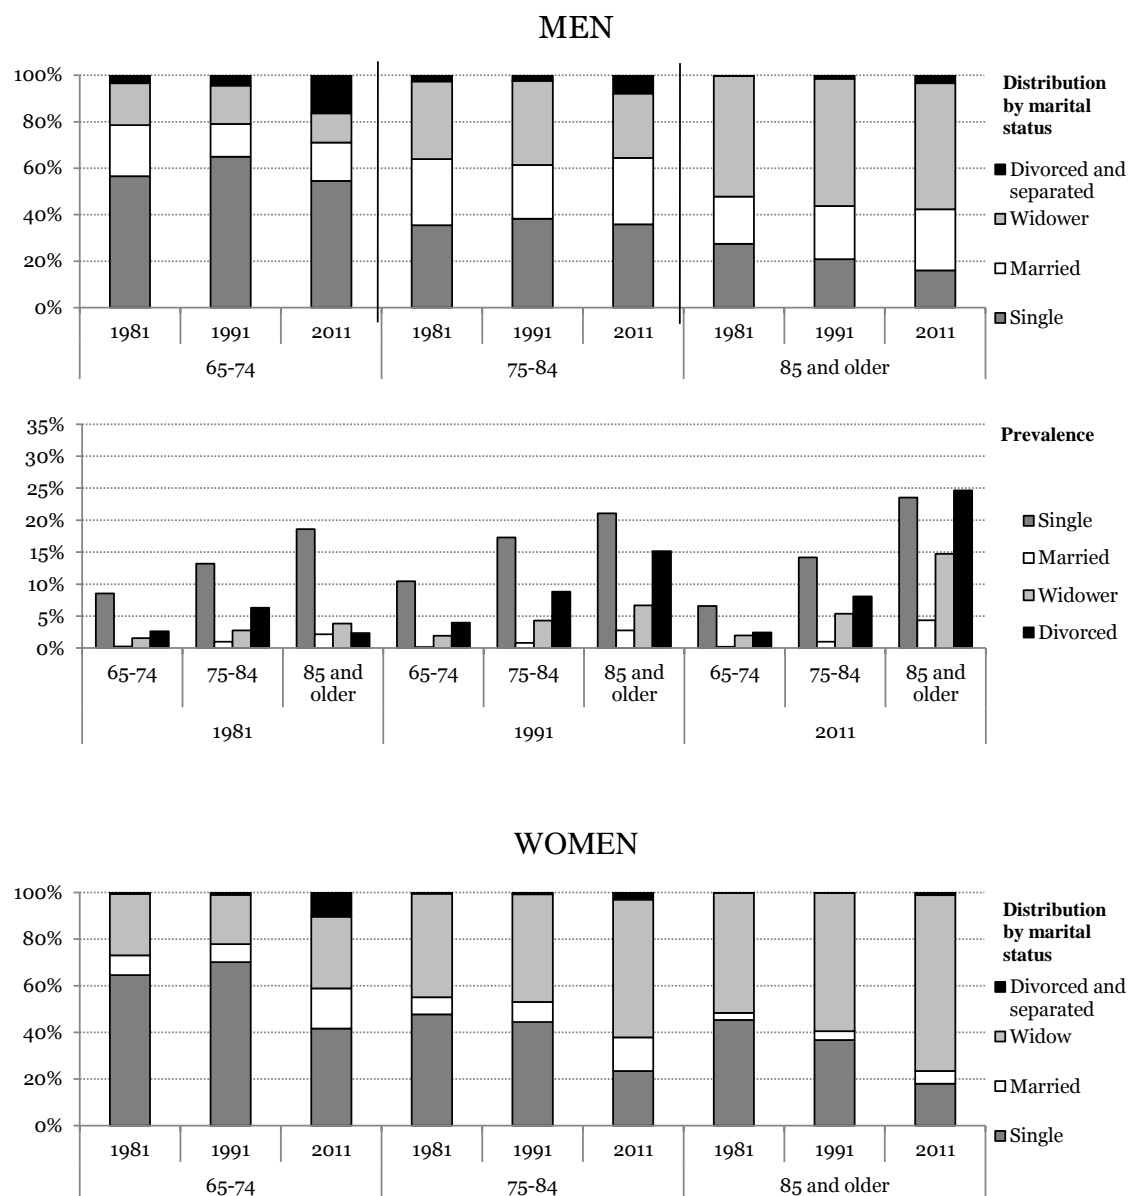 MEN
100%
80%
60%
40%
20%
0%
1981 1991 2011 1981 1991 2011 1981 1991 2011
65-74 75-84 85 and older
Distribution
by marital
status
Divorced and
separated
Widower
Married
Single
35%
30%
25%
20%
15%
10%
5%
0%
65-74 75-84 85 and older 65-74 75-84 85 and older 65-74 75-84 85 and older
1981 1991 2011
Prevalence
Single
Married
Widower
Divorced
WOMEN
100%
80%
60%
40%
20%
0%
1981 1991 2011 1981 1991 2011 1981 1991 2011
65-74 75-84 85 and older
Distribution
by marital
status
Divorced and
separated
Widow
Married
Single